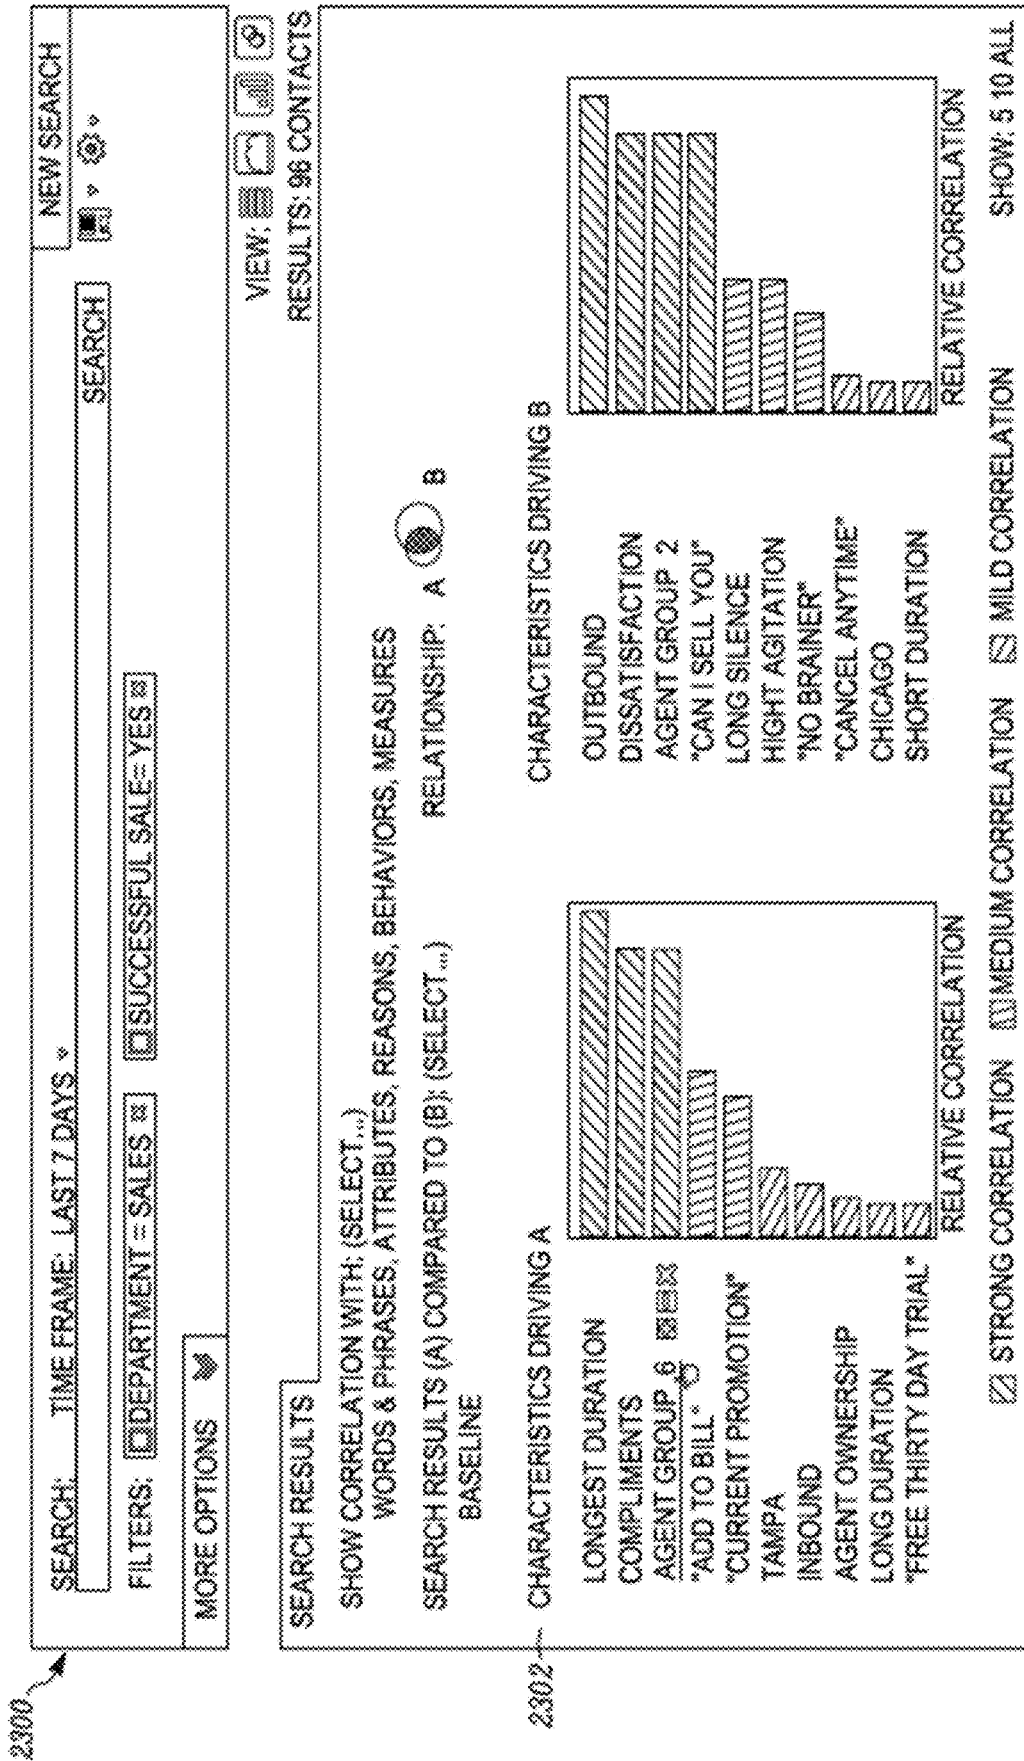 2300
NEW SEARCH
SEARCH: TIME FRAME: LAST 7 DAYS
SEARCH
FILTERS: DEPARTMENT = SALES SUCCESSFUL SALE= YES
MORE OPTIONS
VIEW:
SEARCH RESULTS
RESULTS: 96 CONTACTS
SHOW CORRELATION WITH: (SELECT...)
WORDS & PHRASES, ATTRIBUTES, REASONS, BEHAVIORS, MEASURES
SEARCH RESULTS (A) COMPARED TO (B): (SELECT...) RELATIONSHIP: A B
BASELINE
2302
CHARACTERISTICS DRIVING A
LONGEST DURATION
COMPLIMENTS
AGENT GROUP 6
"ADD TO BILL"
"CURRENT PROMOTION"
TAMPA
INBOUND
AGENT OWNERSHIP
LONG DURATION
"FREE THIRTY DAY TRIAL"
RELATIVE CORRELATION
CHARACTERISTICS DRIVING B
OUTBOUND
DISSATISFACTION
AGENT GROUP 2
"CAN I SELL YOU"
LONG SILENCE
HIGHT AGITATION
"NO BRAINER"
"CANCEL ANYTIME"
CHICAGO
SHORT DURATION
RELATIVE CORRELATION
STRONG CORRELATION MEDIUM CORRELATION MILD CORRELATION SHOW: 5 10 ALL